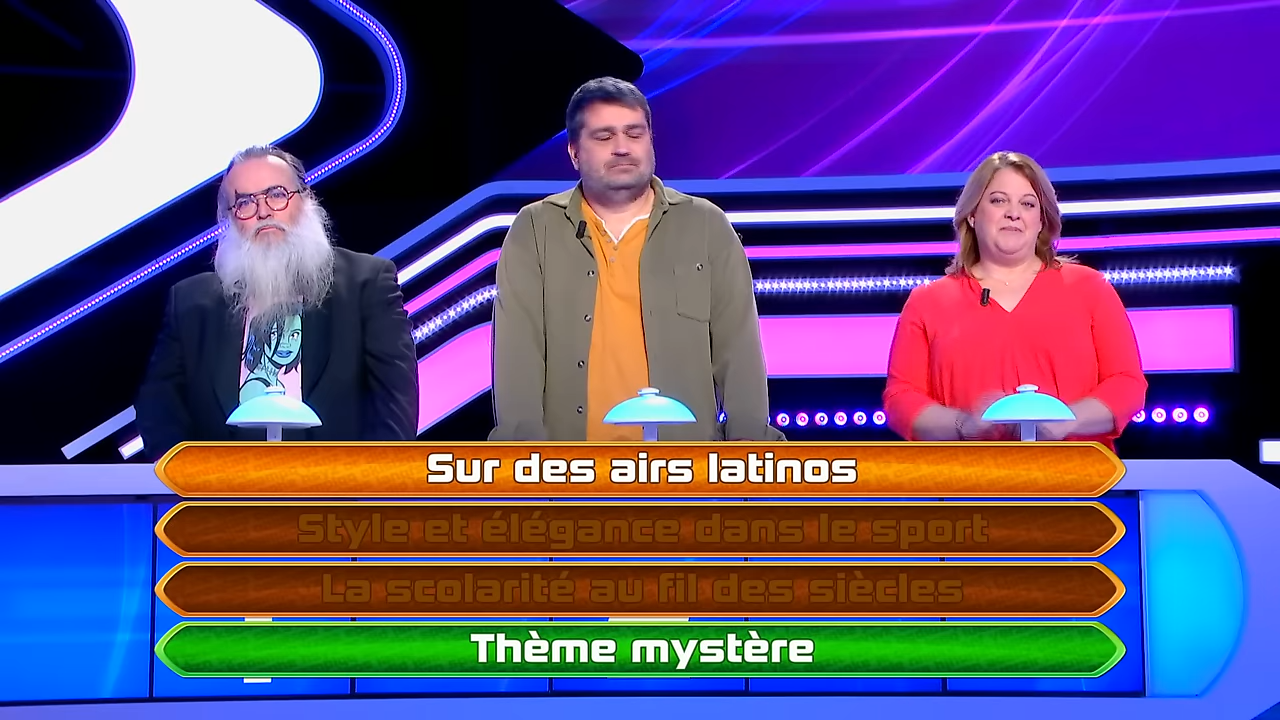 Sur des airs latinos
Style et élégance dans le sport
La scolarité au fil des siècles
Thème mystère